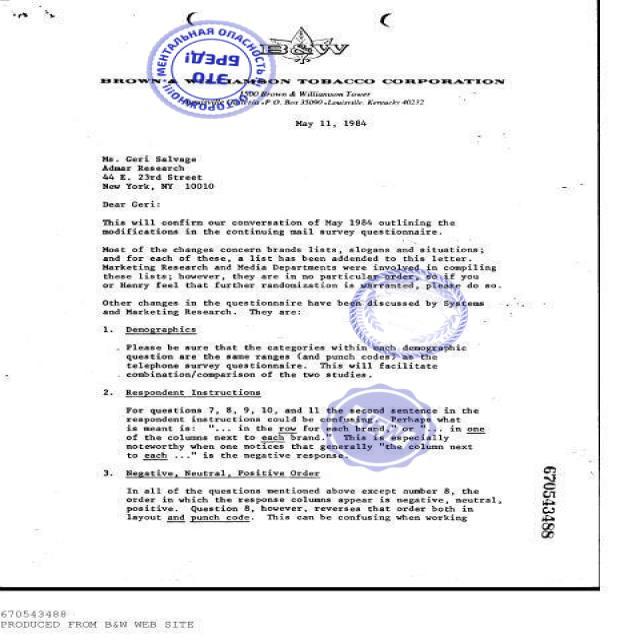 B&W
BROWN & WILLIAMSON TOBACCO CORPORATION
1500 Brown & Williamson Tower
Louisville Galleria • P.O. Box 35090 • Louisville, Kentucky 40232
МЕНТАЛЬНАЯ ОПАСНОСТЬ
ЭТО
БРЕД!
ОСТОРОЖНО!!!
May 11, 1984
Ms. Geri Salvage
Admar Research
44 E. 23rd Street
New York, NY 10010
Dear Geri:
This will confirm our conversation of May 1984 outlining the
modifications in the continuing mail survey questionnaire.
Most of the changes concern brands lists, slogans and situations;
and for each of these, a list has been addended to this letter.
Marketing Research and Media Departments were involved in compiling
these lists; however, they are in no particular order, so if you
or Henry feel that further randomization is warranted, please do so.
Other changes in the questionnsire have been discussed by Systems
and Marketing Research. They are:
1. Demographics
Please be sure that the categories within each demographic
question are the same ranges (and punch codes) as the
telephone survey questionnaire. This will facilitate
combination/comparison of the two studies.
2. Respondent Instructions
For questions 7, 8, 9, 10, and 11 the second sentence in the
respondent instructions could be confusing. Perhaps what
is meant is: "... in the row for each brand," or "... in one
of the columns next to each brand." This is especially
noteworthy when one notices that generally "the column next
to each ..." is the negative response.
3. Negative, Neutral, Positive Order
In all of the questions mentioned above except number 8, the
order in which the response columns appear is negative, neutral,
positive. Question 8, however, reverses that order both in
layout and punch code. This can be confusing when working
670543488
670543488
PRODUCED FROM B&W WEB SITE